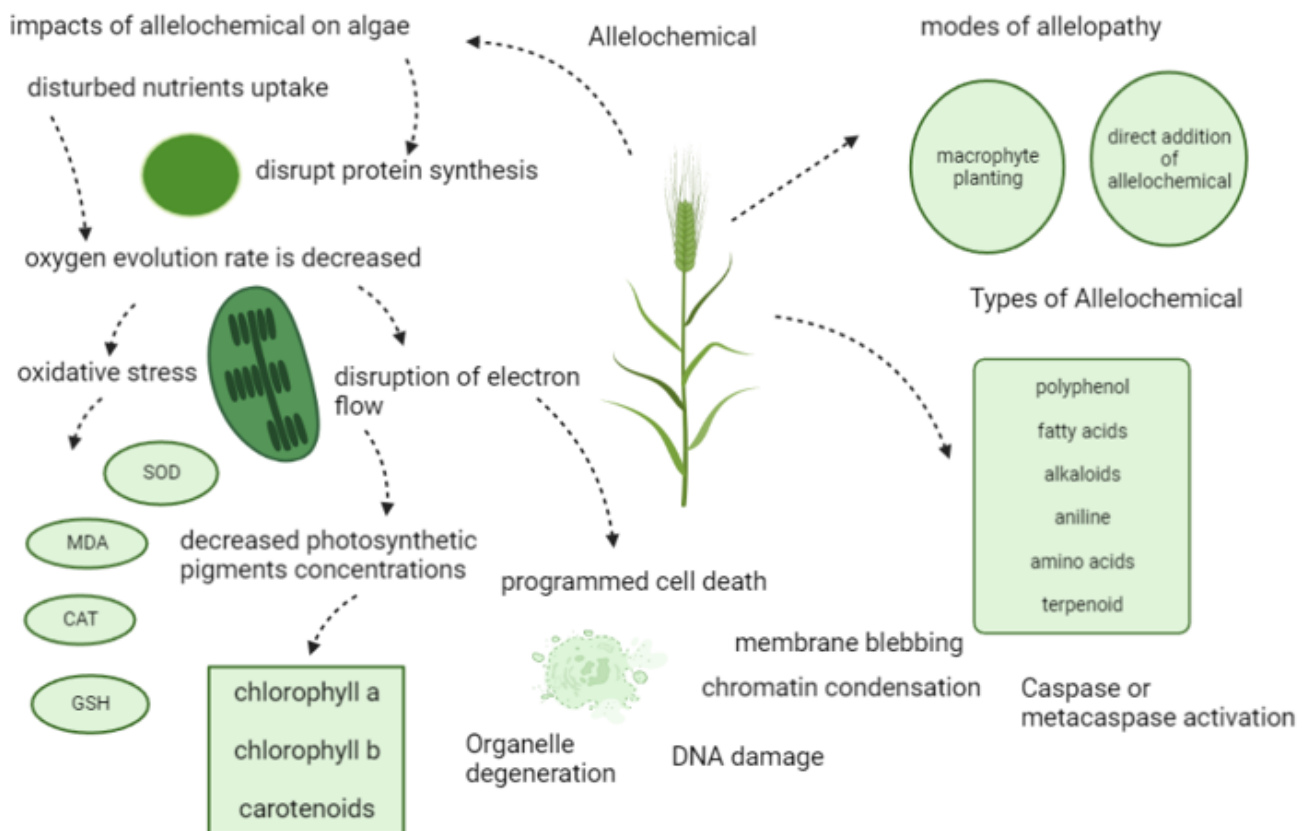 impacts of allelochemical on algae
Allelochemical
modes of allelopathy
disturbed nutrients uptake
disrupt protein synthesis
macrophyte
planting
direct addition
of
allelochemical
oxygen evolution rate is decreased
Types of Allelochemical
oxidative stress
disruption of electron
flow
polyphenol
fatty acids
alkaloids
aniline
amino acids
terpenoid
SOD
MDA
CAT
GSH
decreased photosynthetic
pigments concentrations
programmed cell death
chlorophyll a
chlorophyll b
carotenoids
membrane blebbing
chromatin condensation
Caspase or
metacaspase activation
Organelle
degeneration
DNA damage